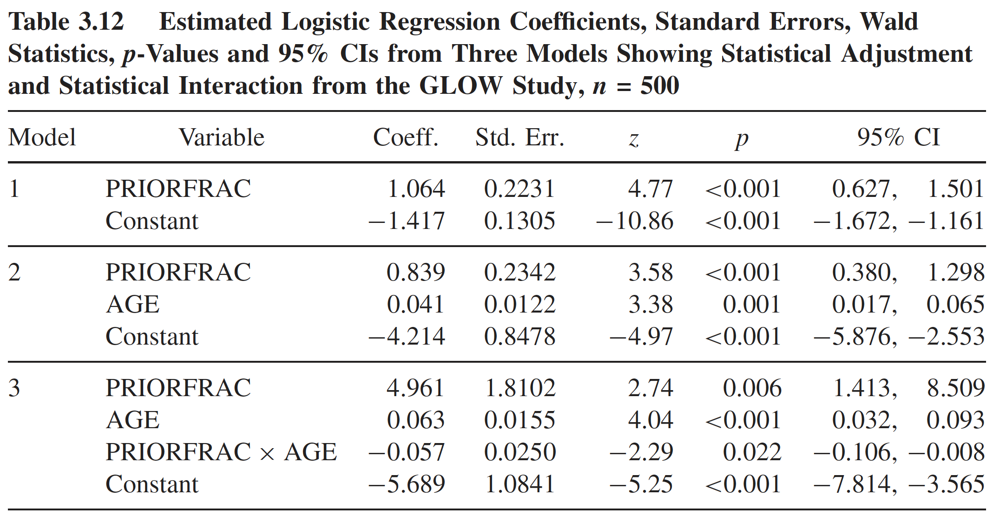 Table 3.12 Estimated Logistic Regression Coefficients, Standard Errors, Wald
Statistics, p-Values and 95% CIs from Three Models Showing Statistical Adjustment
and Statistical Interaction from the GLOW Study, n = 500
Model Variable Coeff. Std. Err. z p 95% CI
1 PRIORFRAC 1.064 0.2231 4.77 <0.001 0.627, 1.501
Constant −1.417 0.1305 −10.86 <0.001 −1.672, −1.161
2 PRIORFRAC 0.839 0.2342 3.58 <0.001 0.380, 1.298
AGE 0.041 0.0122 3.38 0.001 0.017, 0.065
Constant −4.214 0.8478 −4.97 <0.001 −5.876, −2.553
3 PRIORFRAC 4.961 1.8102 2.74 0.006 1.413, 8.509
AGE 0.063 0.0155 4.04 <0.001 0.032, 0.093
PRIORFRAC × AGE −0.057 0.0250 −2.29 0.022 −0.106, −0.008
Constant −5.689 1.0841 −5.25 <0.001 −7.814, −3.565